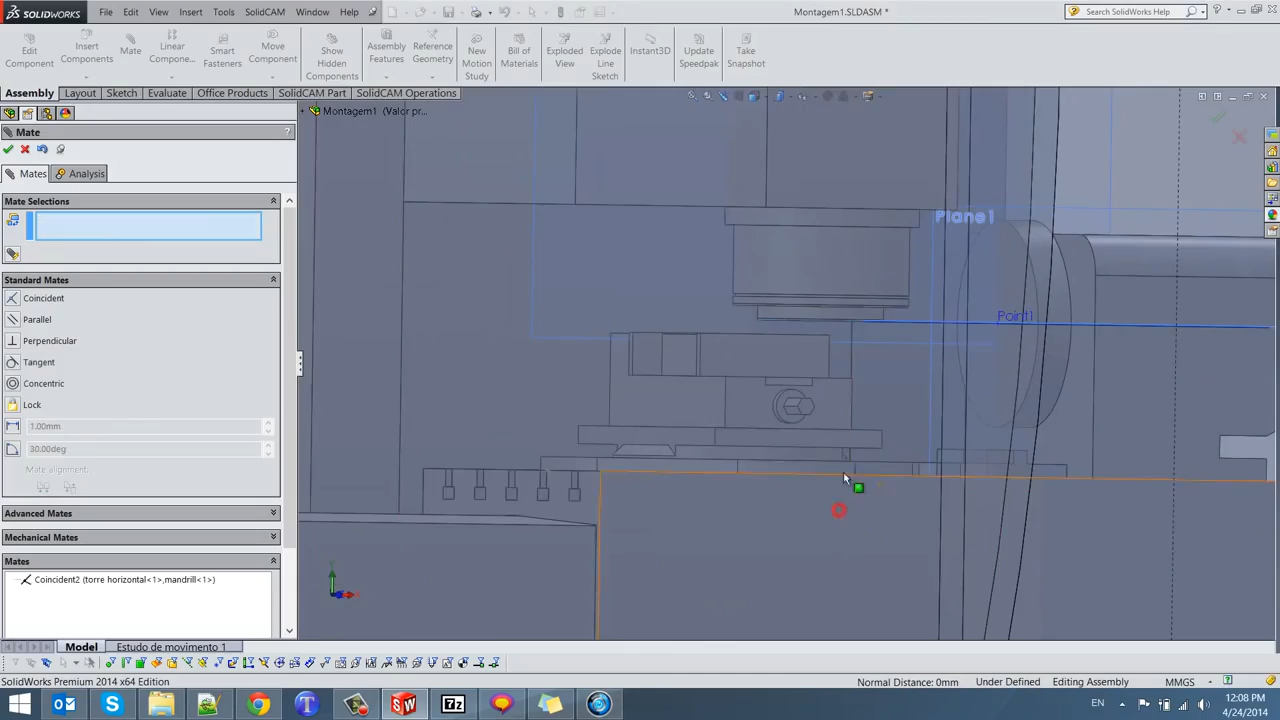 SOLIDWORKS
File Edit View Insert Tools SolidCAM Window Help
Montagem1.SLDASM *
Search SolidWorks Help
Edit Component
Insert Components
Mate
Linear Compone...
Smart Fasteners
Move Component
Show Hidden Components
Assembly Features
Reference Geometry
New Motion Study
Bill of Materials
Exploded View
Explode Line Sketch
Instant3D
Update Speedpak
Take Snapshot
Assembly Layout Sketch Evaluate Office Products SolidCAM Part SolidCAM Operations
Montagem1 (Valor pr...
Mate
?
Mates Analysis
Mate Selections
Standard Mates
Coincident
Parallel
Perpendicular
Tangent
Concentric
Lock
1.00mm
30.00deg
Mate alignment:
Advanced Mates
Mechanical Mates
Mates
Coincident2 (torre horizontal<1>,mandrill<1>)
Plane1
Point1
Model Estudo de movimento 1
SolidWorks Premium 2014 x64 Edition
Normal Distance: 0mm Under Defined Editing Assembly MMGS
EN
12:08 PM
4/24/2014